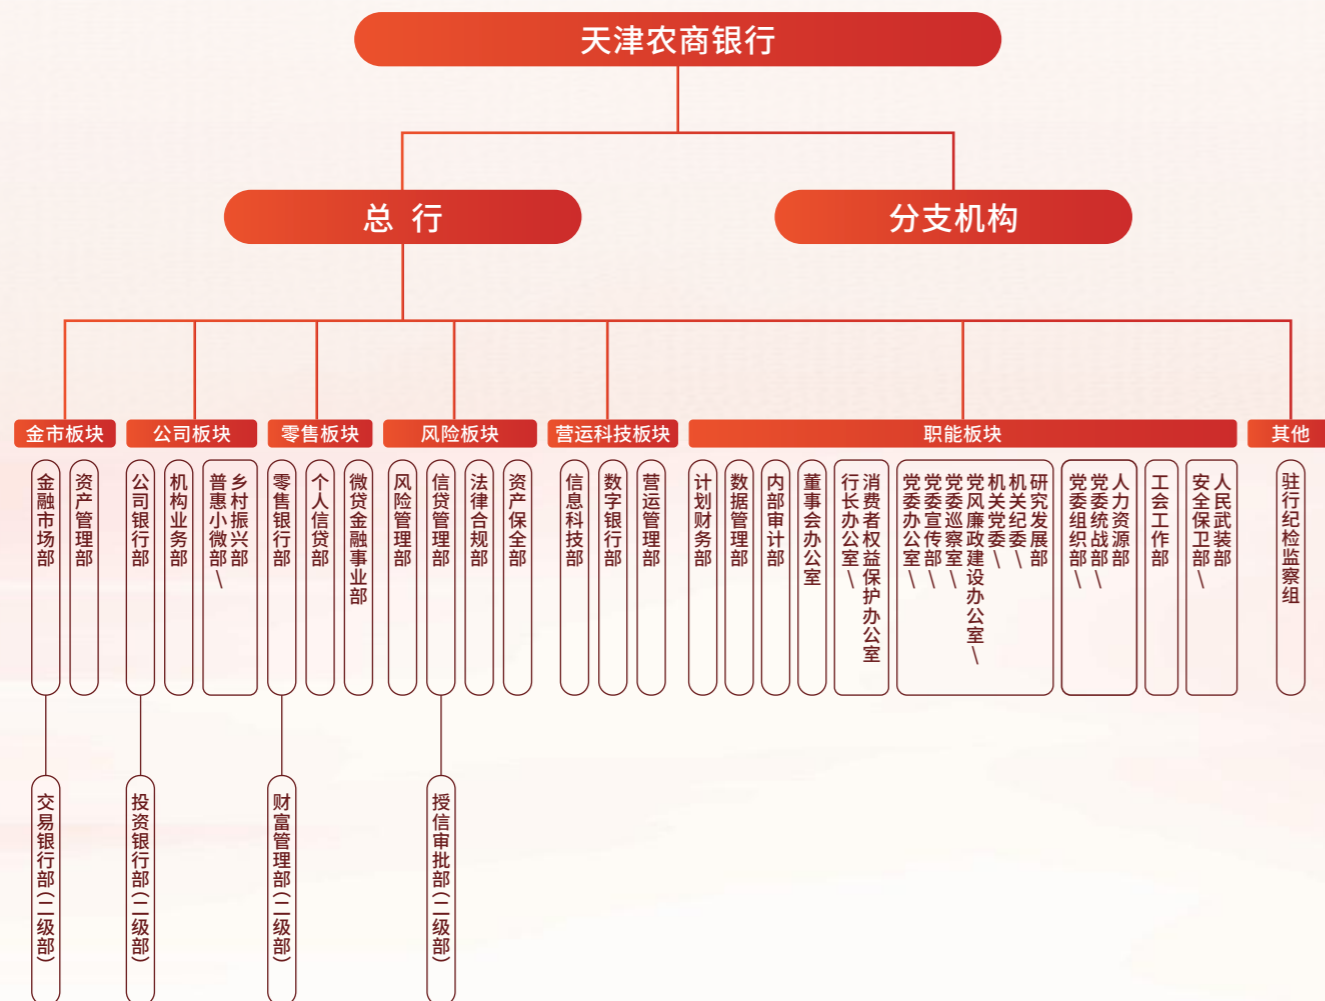 天津农商银行
总 行
分支机构
金市板块
公司板块
零售板块
风险板块
营运科技板块
职能板块
其他
金融市场部
资产管理部
公司银行部
机构业务部
普惠小微部\
乡村振兴部
零售银行部
个人信贷部
微贷金融事业部
风险管理部
信贷管理部
法律合规部
资产保全部
信息科技部
数字银行部
营运管理部
计划财务部
数据管理部
内部审计部
董事会办公室
行长办公室\
消费者权益保护办公室
党委办公室\
党委宣传部\
党委巡察室\
党风廉政建设办公室\
机关党委\
机关纪委\
研究发展部
党委组织部\
党委统战部\
人力资源部
工会工作部
安全保卫部\
人民武装部
驻行纪检监察组
交易银行部(二级部)
投资银行部(二级部)
财富管理部(二级部)
授信审批部(二级部)